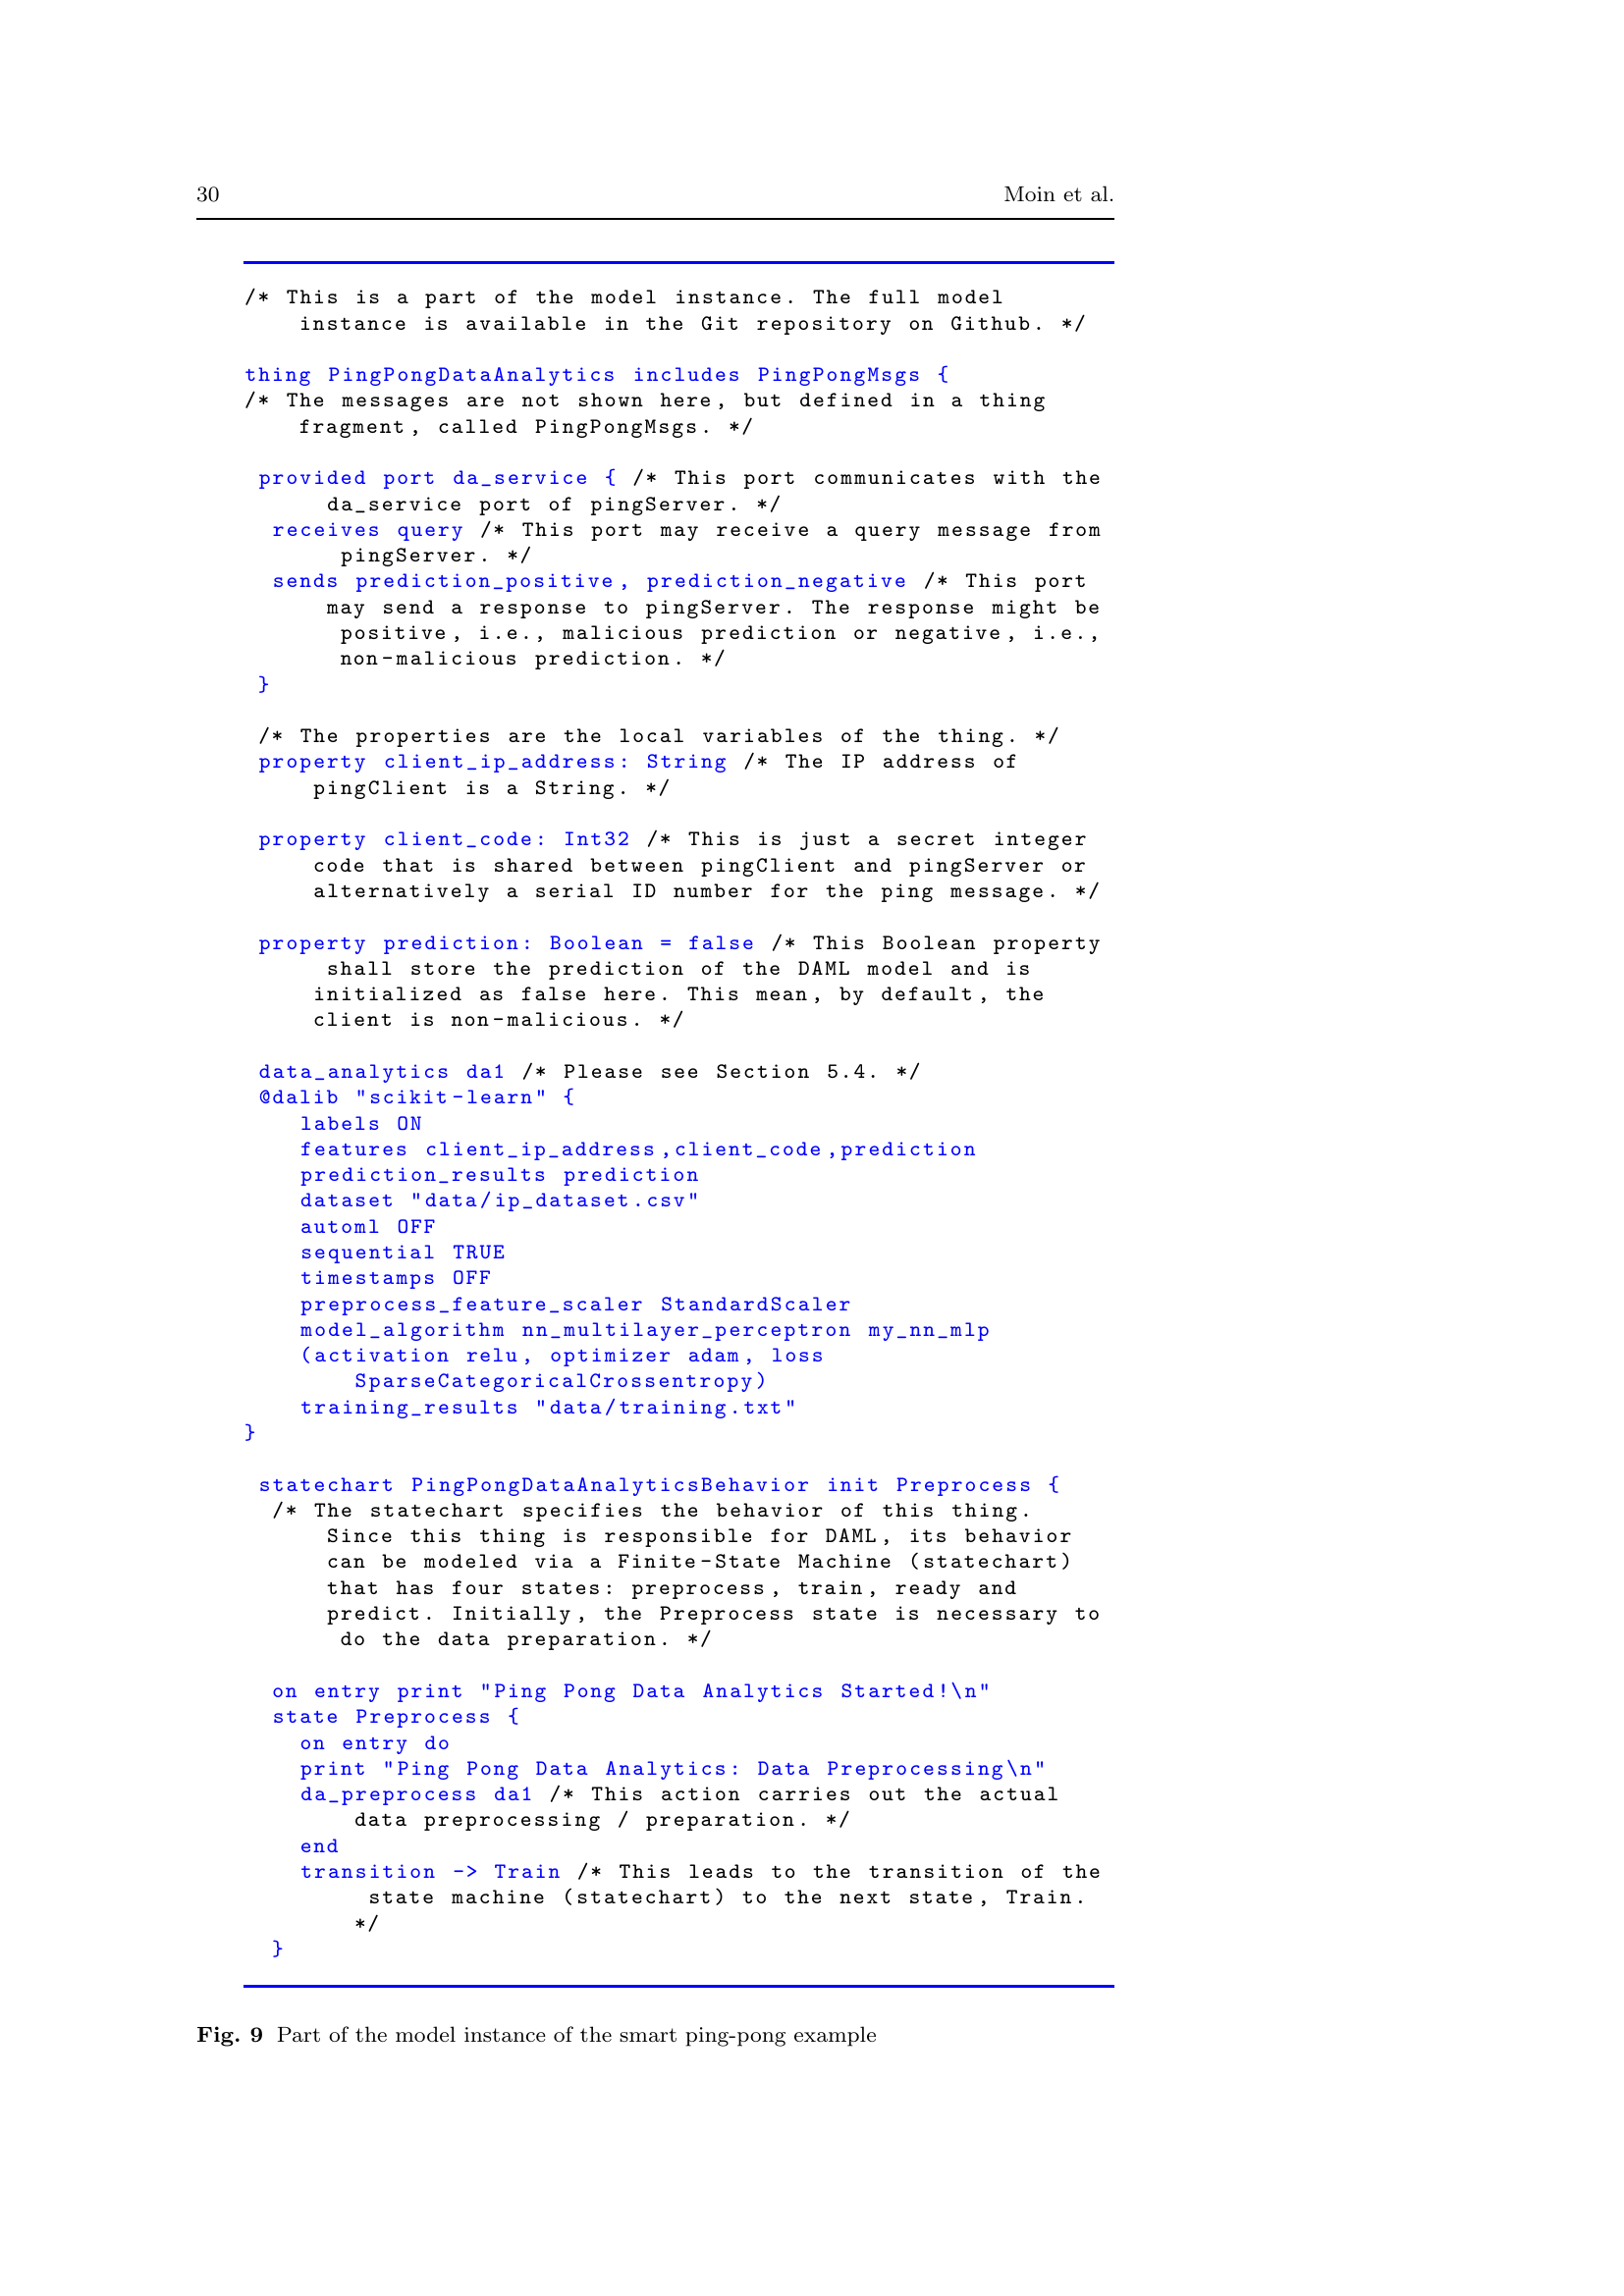 30 Moin et al.
/* This is a part of the model instance. The full model
instance is available in the Git repository on Github. */
thing PingPongDataAnalytics includes PingPongMsgs {
/* The messages are not shown here, but defined in a thing
fragment, called PingPongMsgs. */
provided port da_service { /* This port communicates with the
da_service port of pingServer. */
receives query /* This port may receive a query message from
pingServer. */
sends prediction_positive, prediction_negative /* This port
may send a response to pingServer. The response might be
positive, i.e., malicious prediction or negative, i.e.,
non-malicious prediction. */
}
/* The properties are the local variables of the thing. */
property client_ip_address: String /* The IP address of
pingClient is a String. */
property client_code: Int32 /* This is just a secret integer
code that is shared between pingClient and pingServer or
alternatively a serial ID number for the ping message. */
property prediction: Boolean = false /* This Boolean property
shall store the prediction of the DAML model and is
initialized as false here. This mean, by default, the
client is non-malicious. */
data_analytics da1 /* Please see Section 5.4. */
@dalib "scikit-learn" {
labels ON
features client_ip_address,client_code,prediction
prediction_results prediction
dataset "data/ip_dataset.csv"
automl OFF
sequential TRUE
timestamps OFF
preprocess_feature_scaler StandardScaler
model_algorithm nn_multilayer_perceptron my_nn_mlp
(activation relu, optimizer adam, loss
SparseCategoricalCrossentropy)
training_results "data/training.txt"
}
statechart PingPongDataAnalyticsBehavior init Preprocess {
/* The statechart specifies the behavior of this thing.
Since this thing is responsible for DAML, its behavior
can be modeled via a Finite-State Machine (statechart)
that has four states: preprocess, train, ready and
predict. Initially, the Preprocess state is necessary to
do the data preparation. */
on entry print "Ping Pong Data Analytics Started!\n"
state Preprocess {
on entry do
print "Ping Pong Data Analytics: Data Preprocessing\n"
da_preprocess da1 /* This action carries out the actual
data preprocessing / preparation. */
end
transition -> Train /* This leads to the transition of the
state machine (statechart) to the next state, Train.
*/
}
Fig. 9 Part of the model instance of the smart ping-pong example